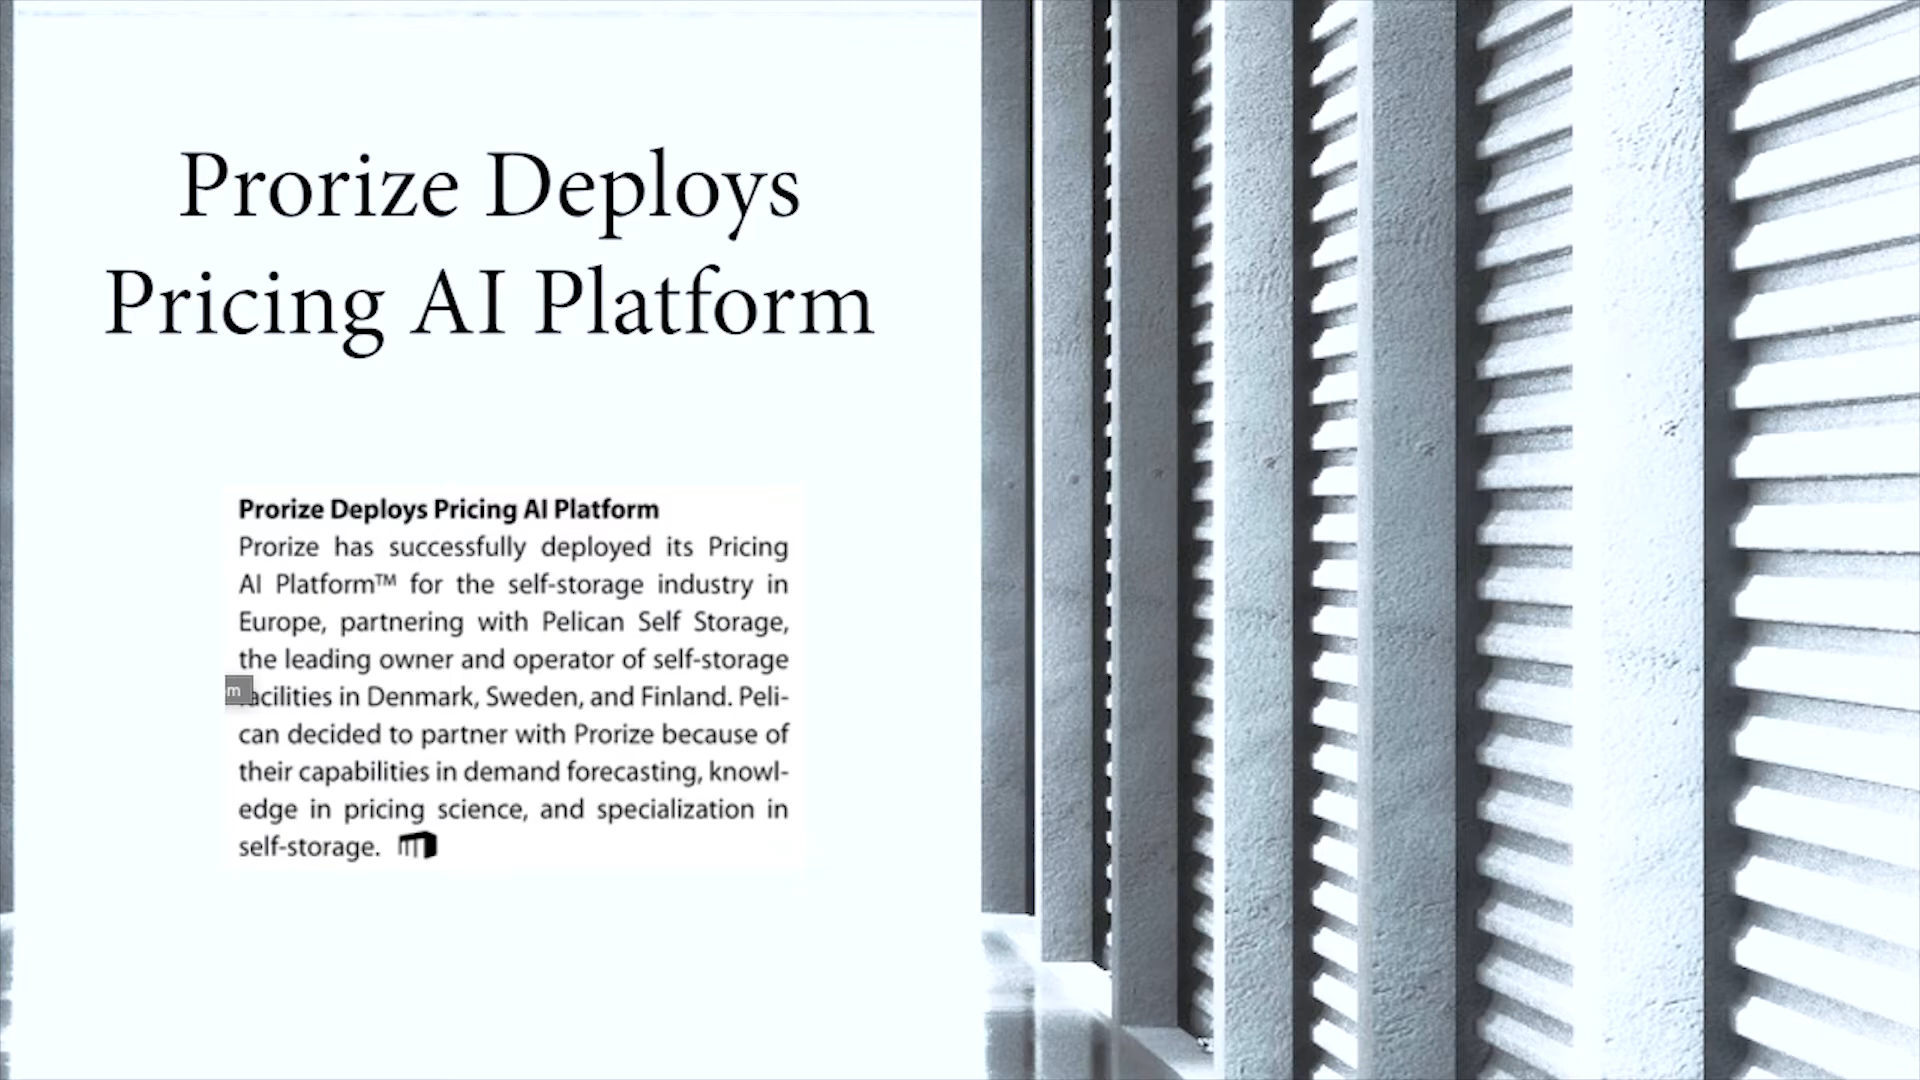 Prorize Deploys
Pricing AI Platform
Prorize Deploys Pricing AI Platform
Prorize has successfully deployed its Pricing
AI Platform™ for the self-storage industry in
Europe, partnering with Pelican Self Storage,
the leading owner and operator of self-storage
facilities in Denmark, Sweden, and Finland. Peli-
can decided to partner with Prorize because of
their capabilities in demand forecasting, knowl-
edge in pricing science, and specialization in
self-storage.